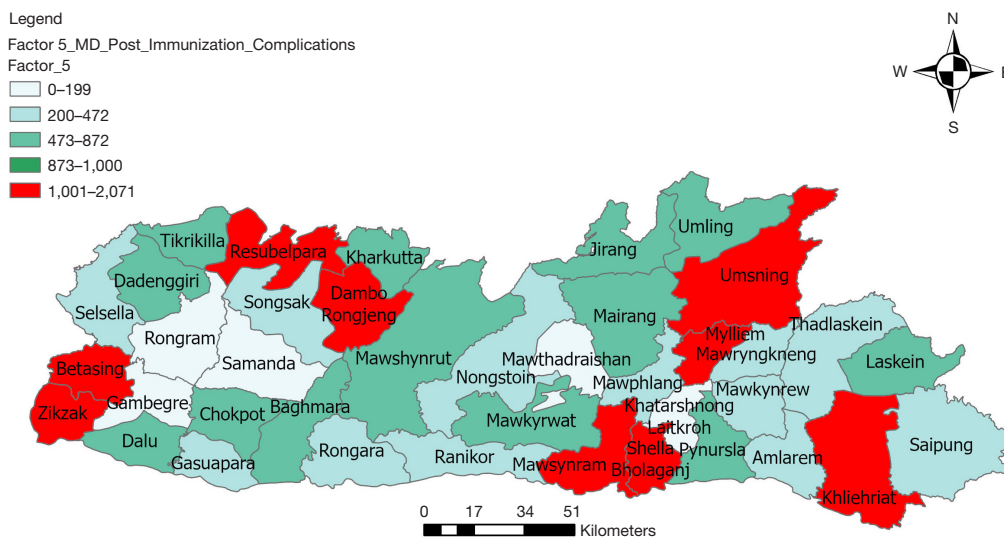 Legend
Factor 5_MD_Post_Immunization_Complications
Factor_5
0–199
200–472
473–872
873–1,000
1,001–2,071
N
W
E
S
Tikrikilla
Resubelpara
Kharkutta
Umling
Jirang
Dadenggiri
Umsning
Selsella
Songsak
Dambo
Rongjeng
Mairang
Thadlaskein
Rongram
Mylliem
Samanda
Mawshynrut
Mawthadraishan
Mawryngkneng
Laskein
Betasing
Nongstoin
Mawphlang
Mawkynrew
Zikzak
Gambegre
Chokpot
Baghmara
Mawkyrwat
Khatarshnong
Laitkroh
Dalu
Gasuapara
Rongara
Ranikor
Mawsynram
Shella
Bholaganj
Pynursla
Amlarem
Saipung
Khliehriat
0 17 34 51
Kilometers